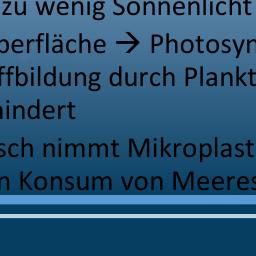 zu wenig Sonnenlicht
berfläche → Photosyn
ffbildung durch Plankt
hindert
sch nimmt Mikroplast
n Konsum von Meeres